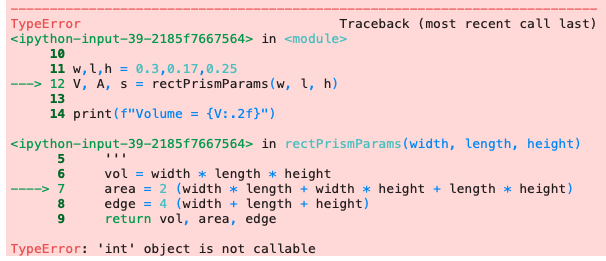 ---------------------------------------------------------------------------
TypeError                                 Traceback (most recent call last)
<ipython-input-39-2185f7667564> in <module>
     10 
     11 w,l,h = 0.3,0.17,0.25
---> 12 V, A, s = rectPrismParams(w, l, h)
     13 
     14 print(f"Volume = {V:.2f}")
<ipython-input-39-2185f7667564> in rectPrismParams(width, length, height)
      5     '''
      6     vol = width * length * height
----> 7     area = 2 (width * length + width * height + length * height)
      8     edge = 4 (width + length + height)
      9     return vol, area, edge
TypeError: 'int' object is not callable